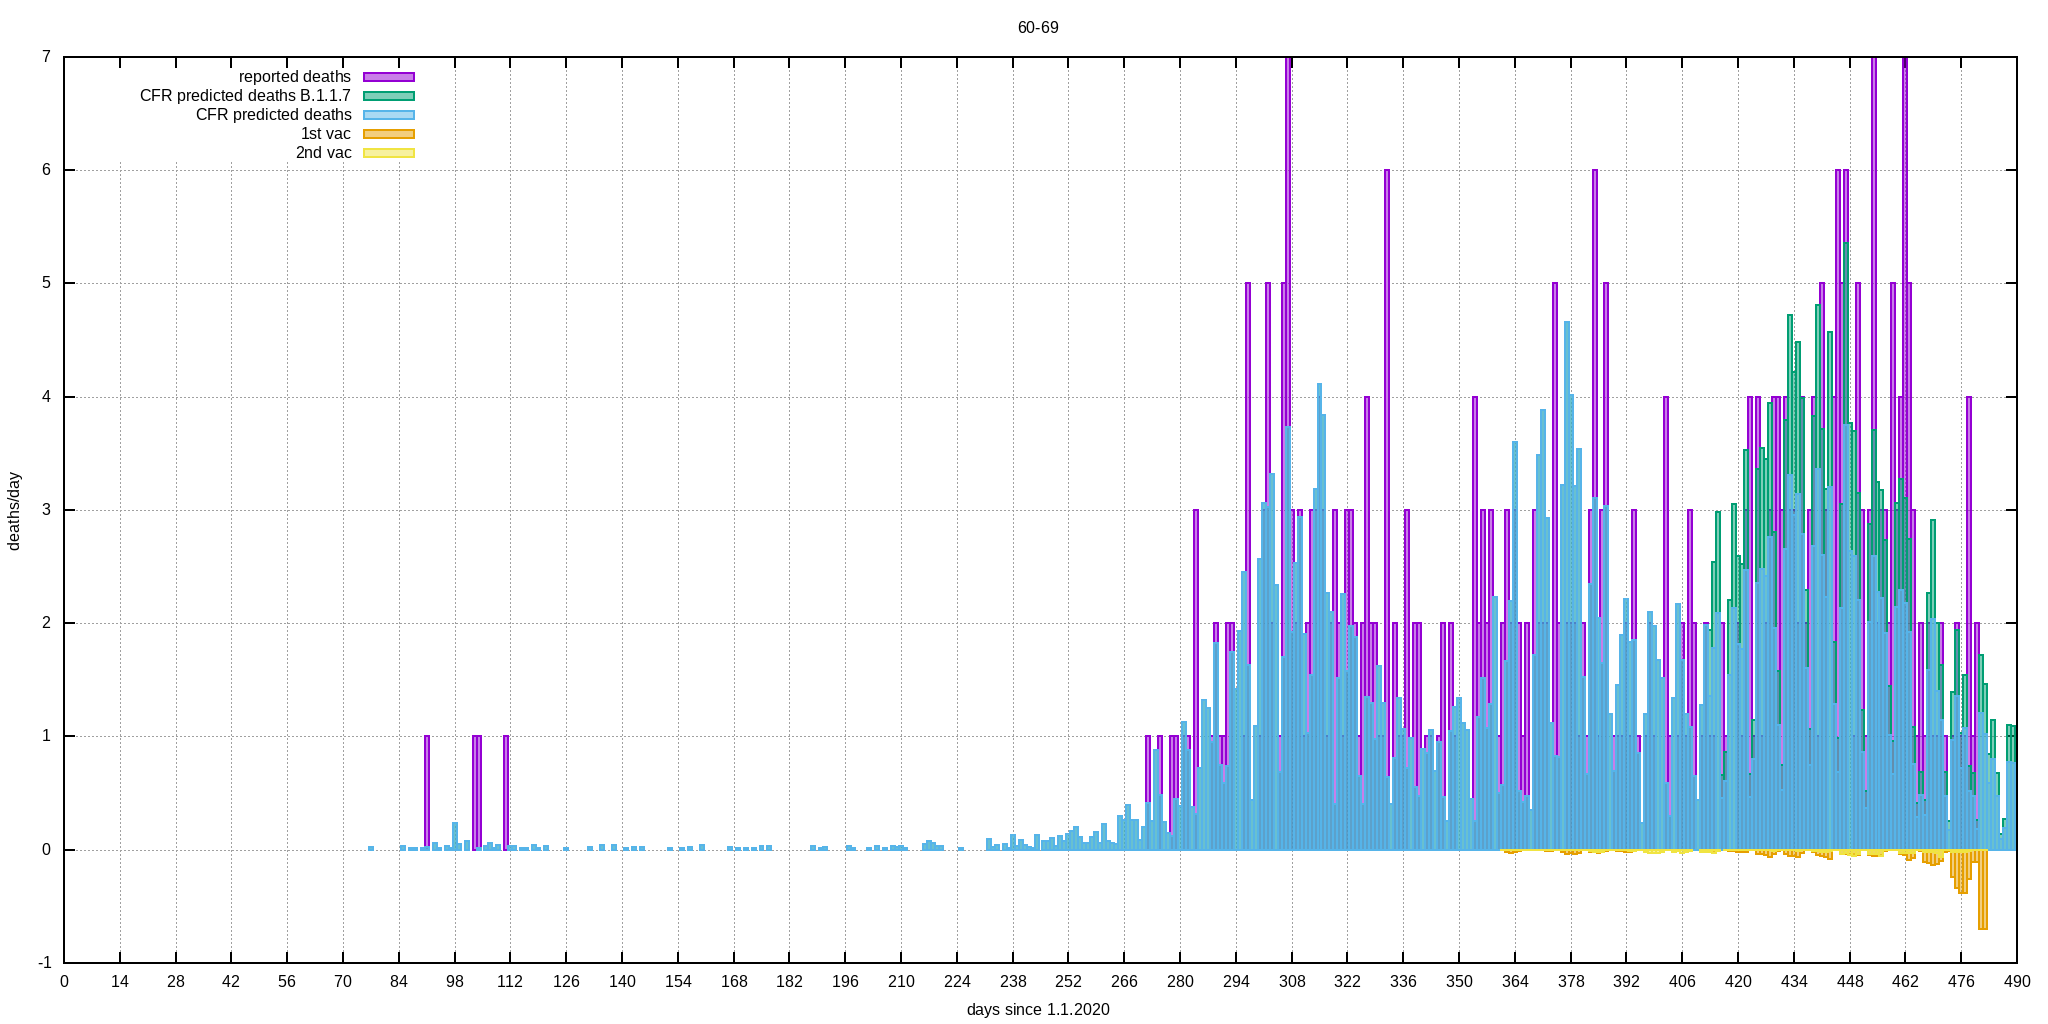 60-69
reported deaths
CFR predicted deaths B.1.1.7
CFR predicted deaths
1st vac
2nd vac
7
6
5
4
3
2
1
0
-1
deaths/day
0 14 28 42 56 70 84 98 112 126 140 154 168 182 196 210 224 238 252 266 280 294 308 322 336 350 364 378 392 406 420 434 448 462 476 490
days since 1.1.2020